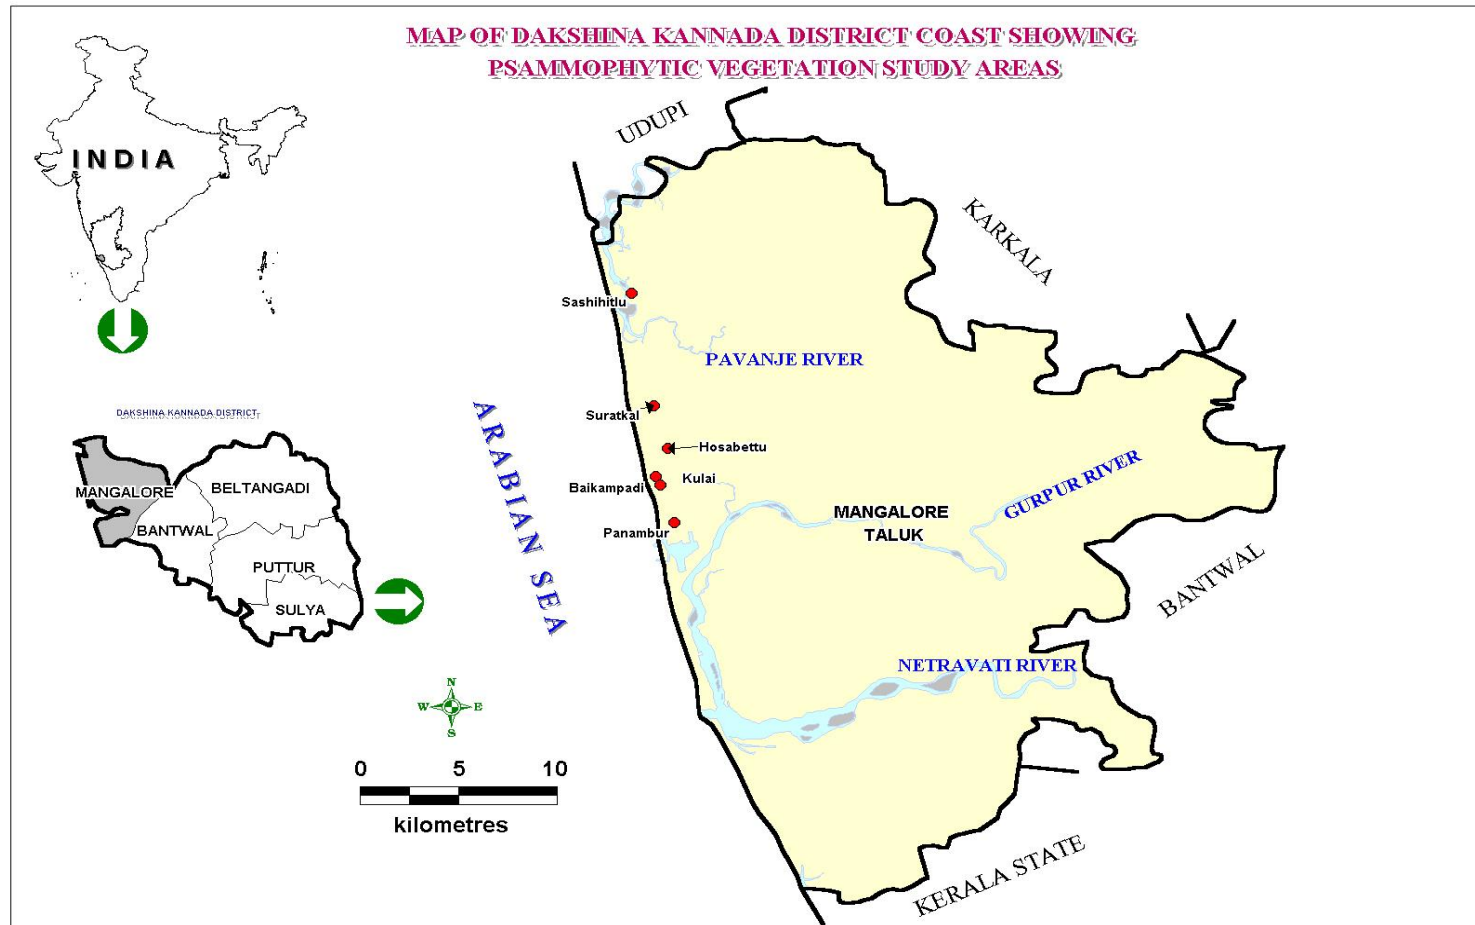 MAP OF DAKSHINA KANNADA DISTRICT COAST SHOWING
PSAMMOPHYTIC VEGETATION STUDY AREAS
INDIA
UDUPI
KARKALA
Sashihitlu
PAVANJE RIVER
DAKSHINA KANNADA DISTRICT
ARABIAN SEA
Suratkal
Hosabettu
GURPUR RIVER
Kulai
Baikampadi
MANGALORE
BELTANGADI
BANTWAL
PUTTUR
SULYA
Panambur
MANGALORE
TALUK
BANTWAL
NETRAVATI RIVER
N
W E
S
0 5 10
kilometres
KERALA STATE